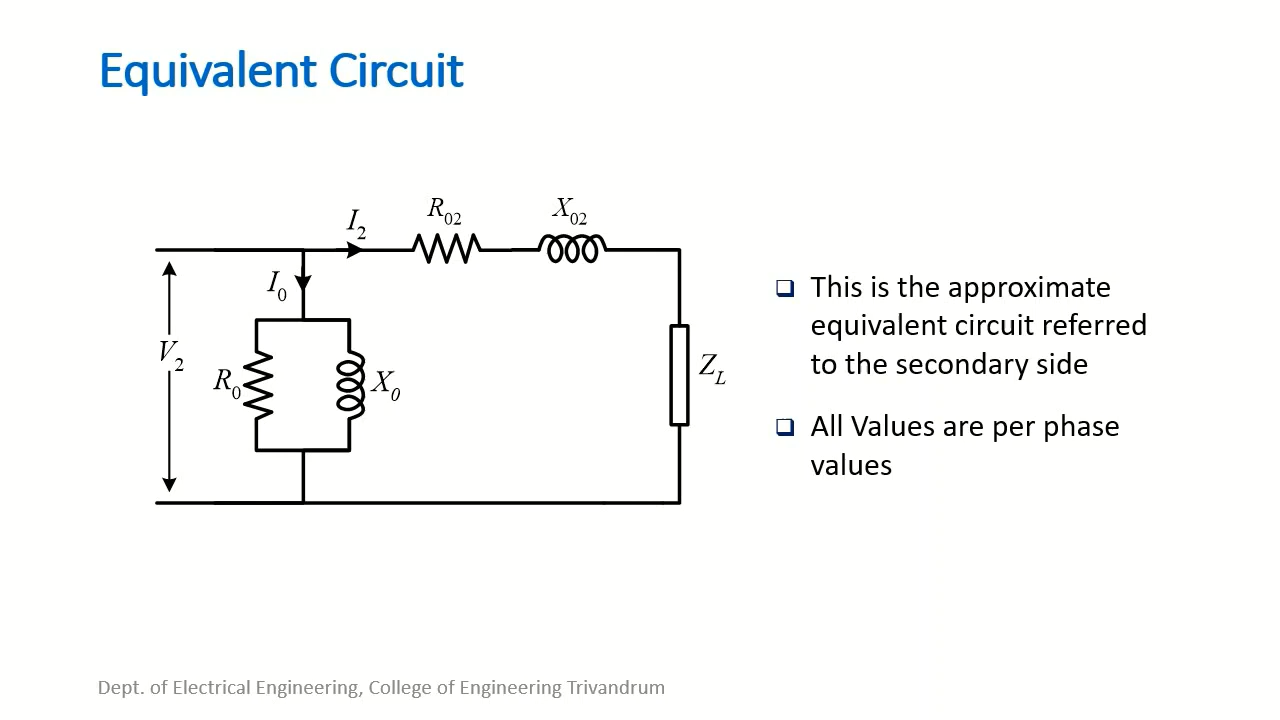 Equivalent Circuit
I2
R02
X02
I0
V2
R0
X0
ZL
❑ This is the approximate
equivalent circuit referred
to the secondary side
❑ All Values are per phase
values
Dept. of Electrical Engineering, College of Engineering Trivandrum